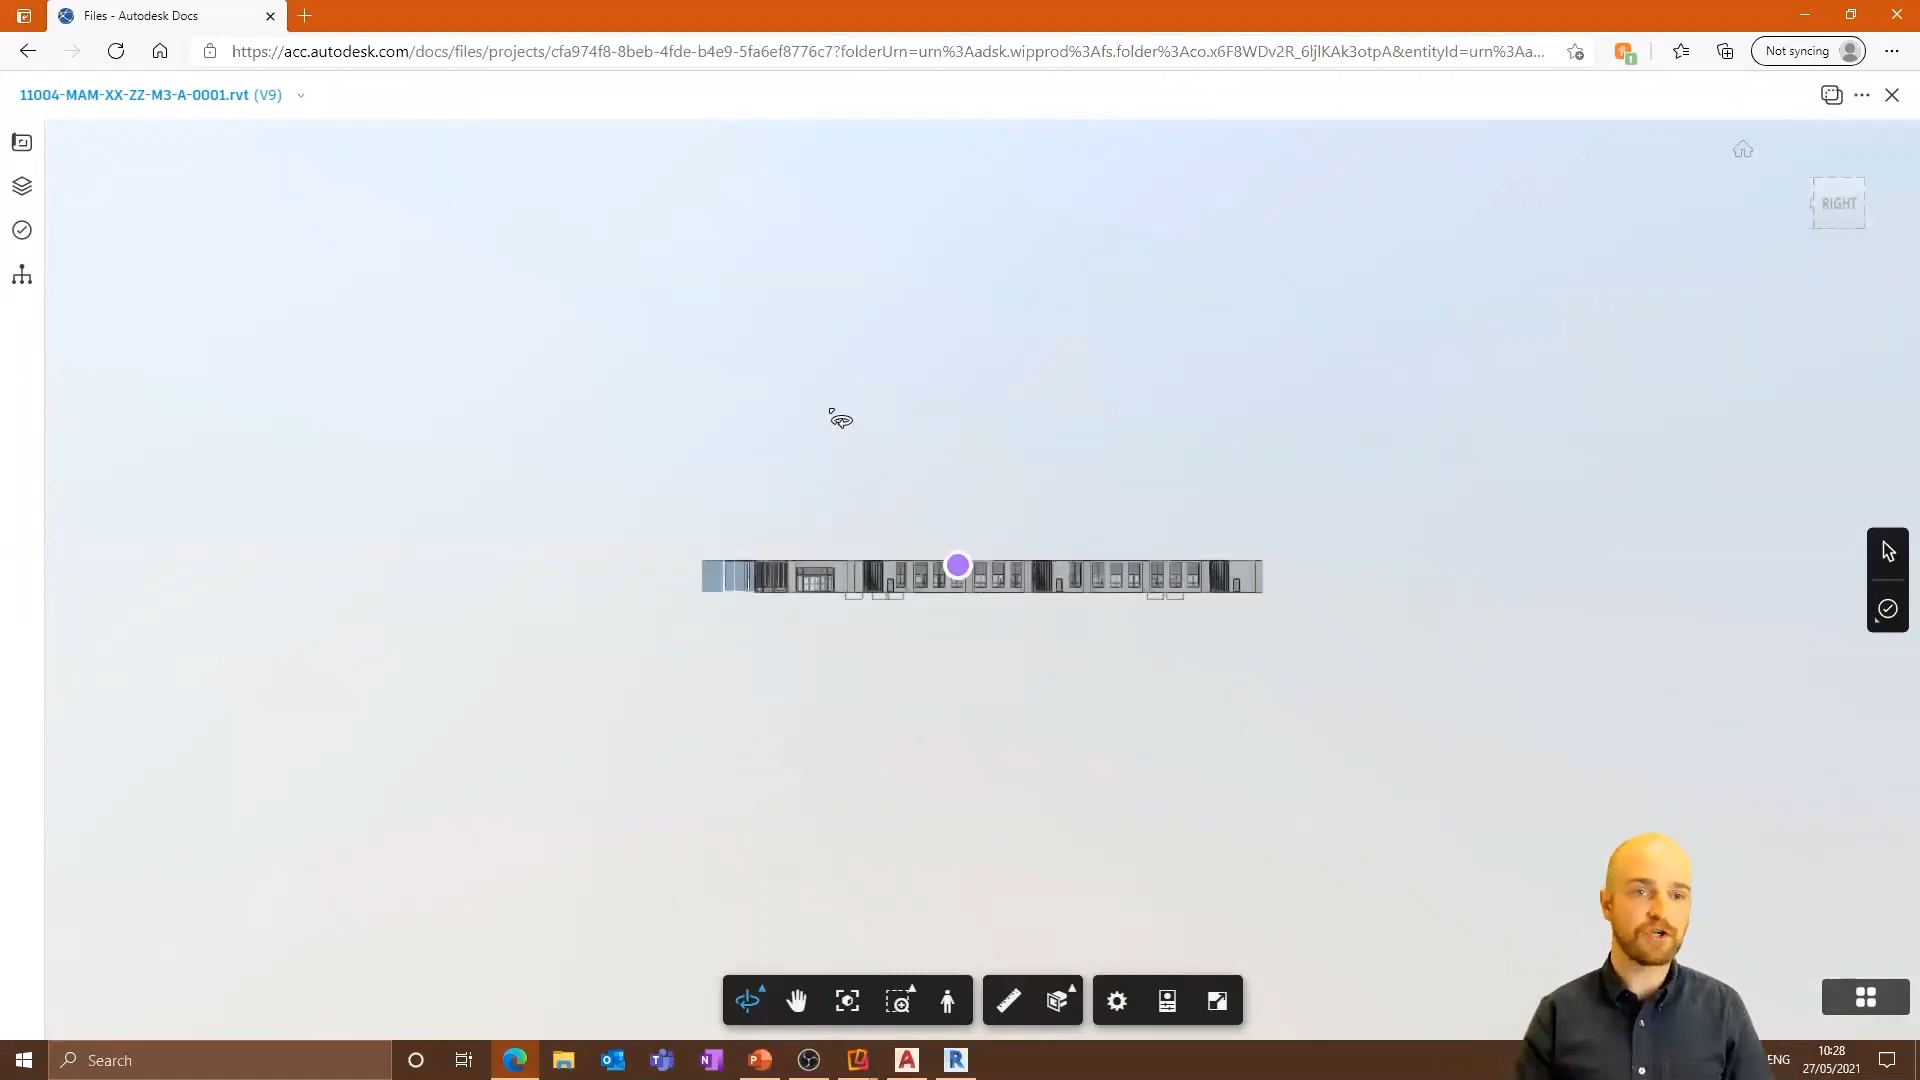 Files - Autodesk Docs
https://acc.autodesk.com/docs/files/projects/cfa974f8-8beb-4fde-b4e9-5fa6ef8776c7?folderUrn=urn%3Aadsk.wipprod%3Afs.folder%3Aco.x6F8WDv2R_6ljlKAk3otpA&entityId=urn%3Aa...
Not syncing
11004-MAM-XX-ZZ-M3-A-0001.rvt (V9)
RIGHT
Search
ENG
10:28
27/05/2021